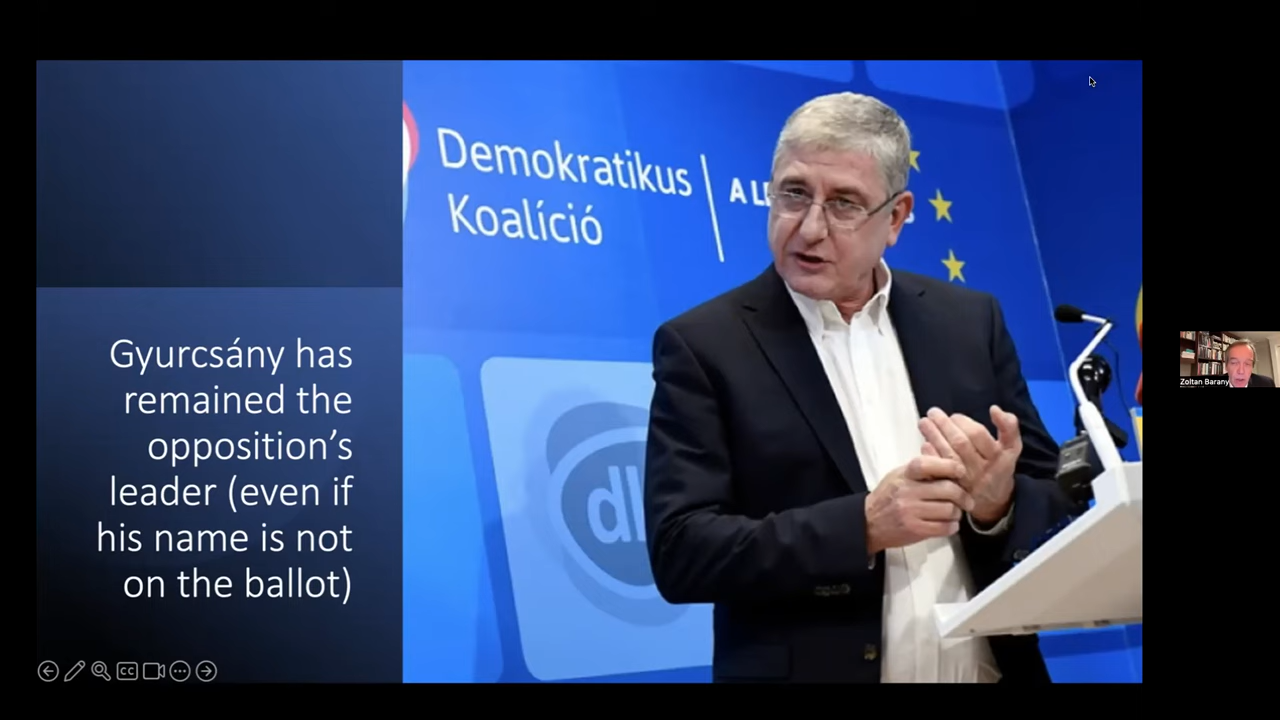 Demokratikus
Koalíció
Gyurcsány has
remained the
opposition’s
leader (even if
his name is not
on the ballot)
CC
Zoltan Barany